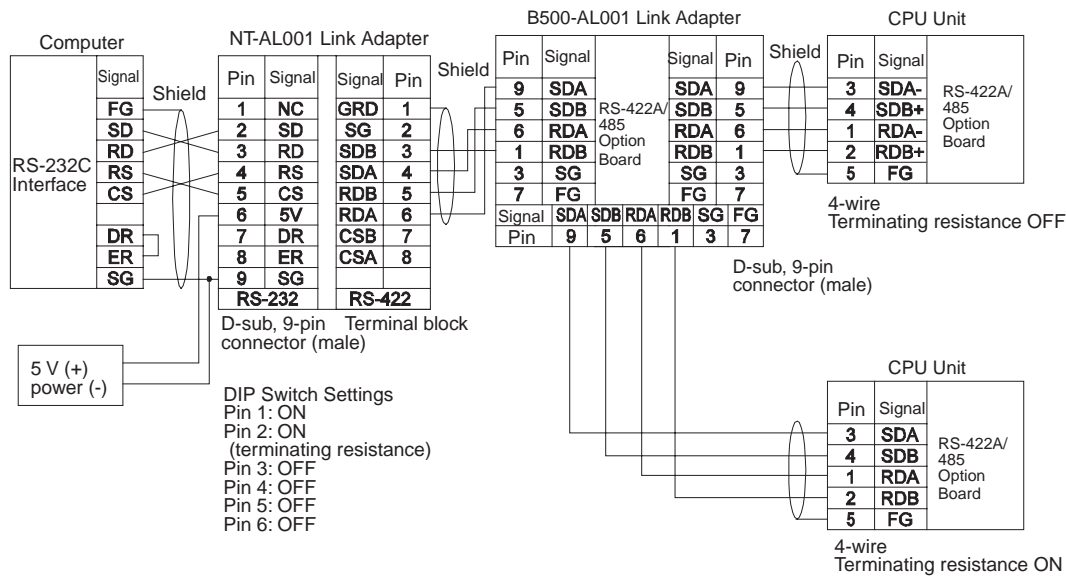 B500-AL001 Link Adapter
CPU Unit
Computer
NT-AL001 Link Adapter
Signal
FG
SD
RD
RS
CS
DR
ER
SG
RS-232C
Interface
Shield
Pin Signal Signal Pin
1 NC GRD 1
2 SD SG 2
3 RD SDB 3
4 RS SDA 4
5 CS RDB 5
6 5V RDA 6
7 DR CSB 7
8 ER CSA 8
9 SG
RS-232 RS-422
D-sub, 9-pin Terminal block
connector (male)
Shield
Pin Signal Signal Pin
9 SDA SDA 9
5 SDB SDB 5
6 RDA RDA 6
1 RDB RDB 1
3 SG SG 3
7 FG FG 7
RS-422A/
485
Option
Board
Signal SDA SDB RDA RDB SG FG
Pin 9 5 6 1 3 7
D-sub, 9-pin
connector (male)
Shield
Pin Signal
3 SDA-
4 SDB+
1 RDA-
2 RDB+
5 FG
RS-422A/
485
Option
Board
4-wire
Terminating resistance OFF
5 V (+)
power (-)
DIP Switch Settings
Pin 1: ON
Pin 2: ON
(terminating resistance)
Pin 3: OFF
Pin 4: OFF
Pin 5: OFF
Pin 6: OFF
CPU Unit
Pin Signal
3 SDA
4 SDB
1 RDA
2 RDB
5 FG
RS-422A/
485
Option
Board
4-wire
Terminating resistance ON